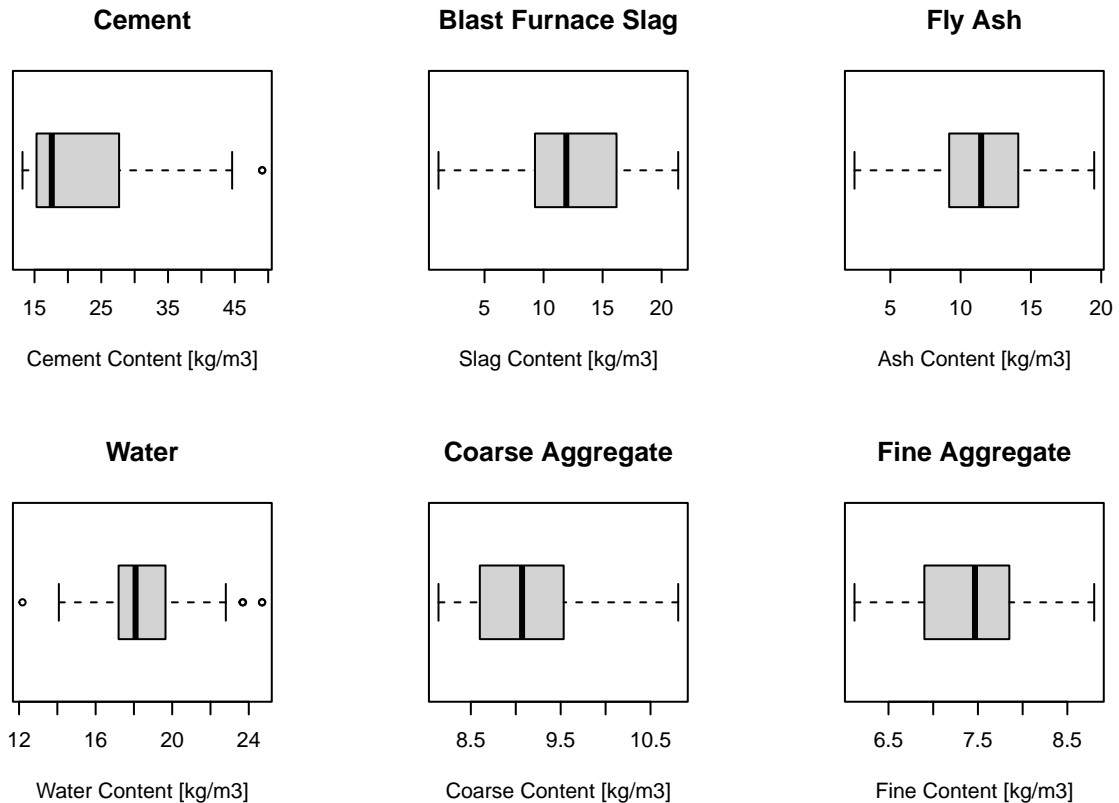 Cement Blast Furnace Slag Fly Ash
15 25 35 45 5 10 15 20 5 10 15 20
Cement Content [kg/m3] Slag Content [kg/m3] Ash Content [kg/m3]
Water Coarse Aggregate Fine Aggregate
12 16 20 24 8.5 9.5 10.5 6.5 7.5 8.5
Water Content [kg/m3] Coarse Content [kg/m3] Fine Content [kg/m3]